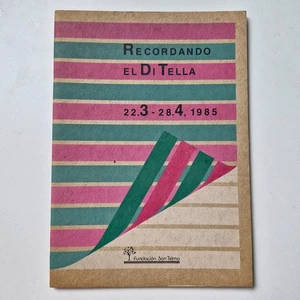 RECORDANDO
EL DI TELLA
22.3 - 28.4, 1985
Fundación San Telmo